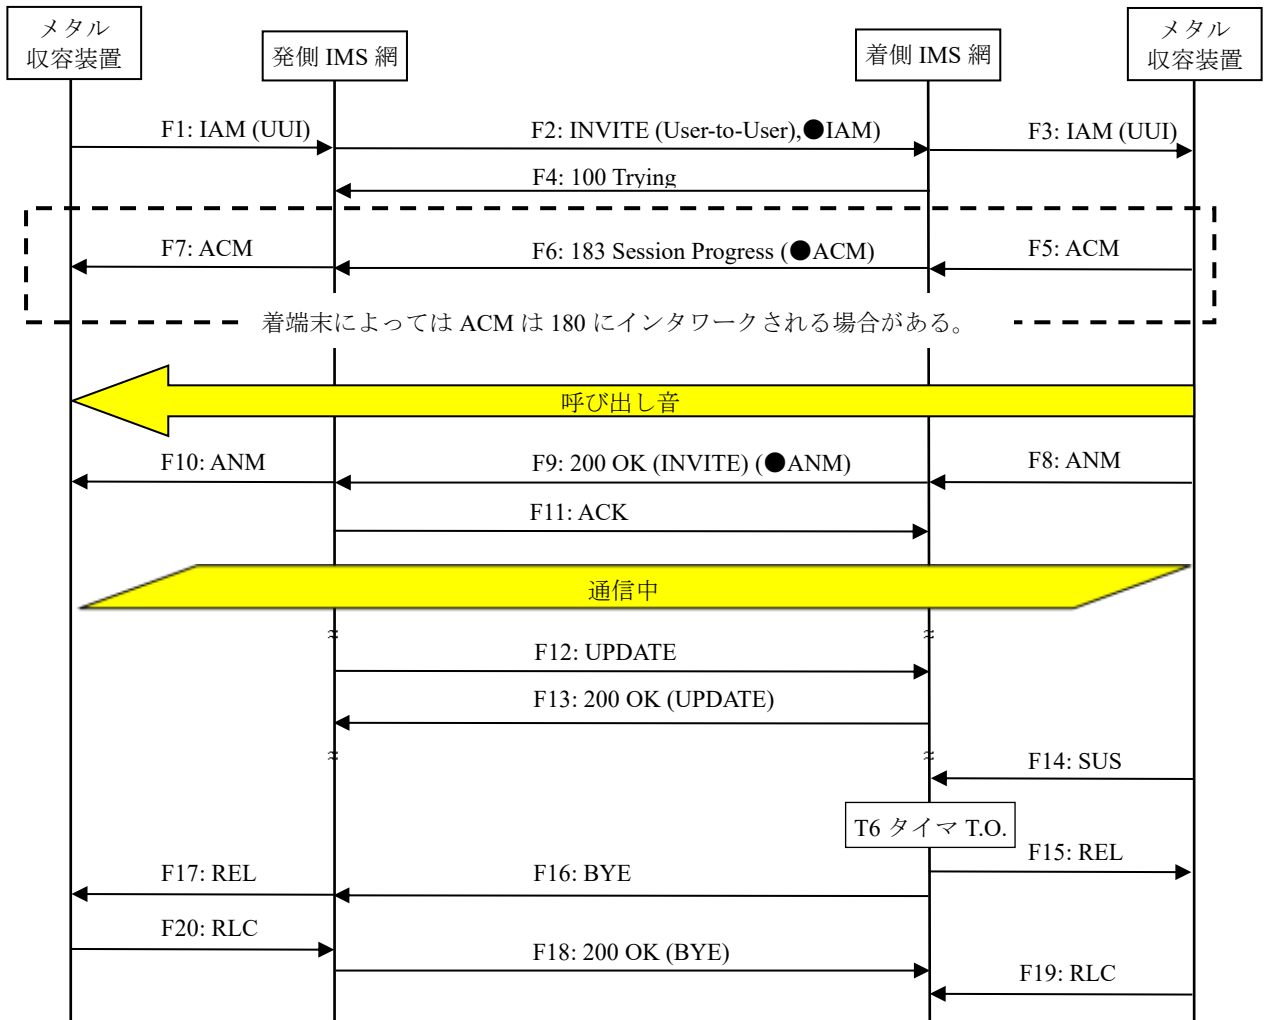 メタル
収容装置
発側 IMS 網
着側 IMS 網
メタル
収容装置
F1: IAM (UUI)
F2: INVITE (User-to-User),●IAM)
F3: IAM (UUI)
F4: 100 Trying
F7: ACM
F6: 183 Session Progress (●ACM)
F5: ACM
着端末によっては ACM は 180 にインタワークされる場合がある。
呼び出し音
F10: ANM
F9: 200 OK (INVITE) (●ANM)
F8: ANM
F11: ACK
通信中
F12: UPDATE
F13: 200 OK (UPDATE)
F14: SUS
T6 タイマ T.O.
F15: REL
F17: REL
F16: BYE
F20: RLC
F18: 200 OK (BYE)
F19: RLC